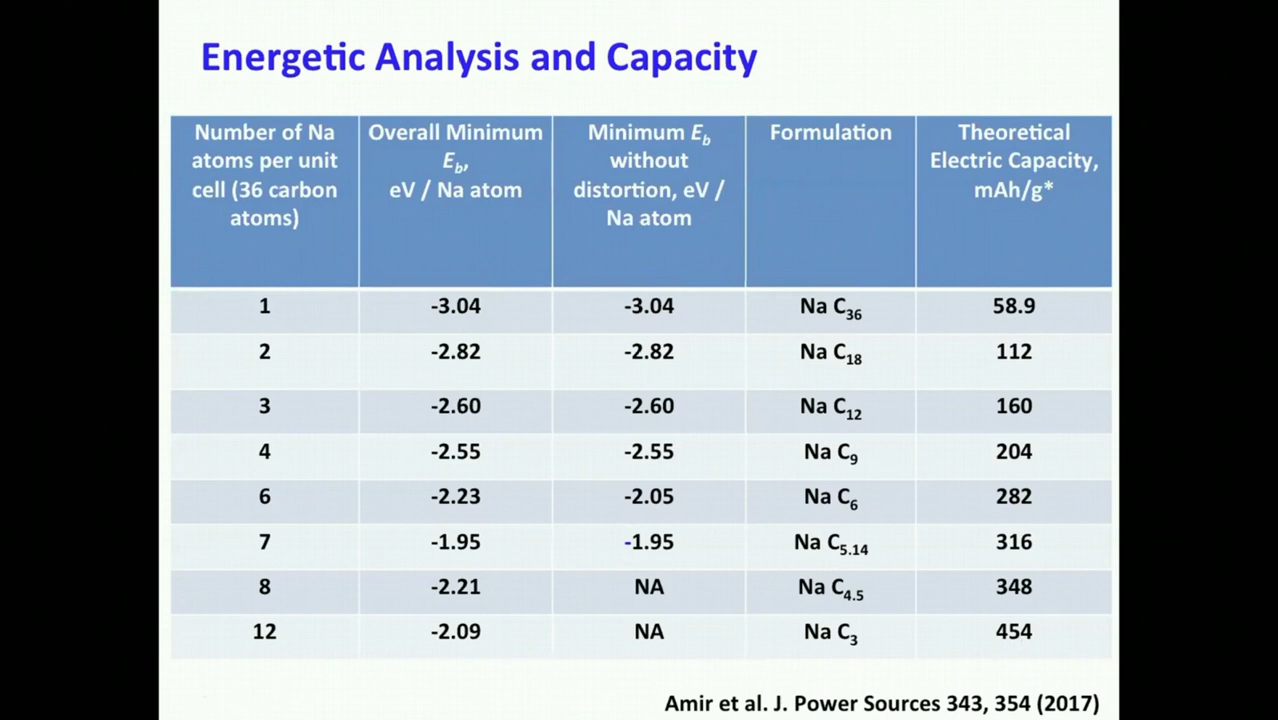 Energetic Analysis and Capacity
Number of Na atoms per unit cell (36 carbon atoms) Overall Minimum Eb, eV / Na atom Minimum Eb without distortion, eV / Na atom Formulation Theoretical Electric Capacity, mAh/g*
1 -3.04 -3.04 Na C36 58.9
2 -2.82 -2.82 Na C18 112
3 -2.60 -2.60 Na C12 160
4 -2.55 -2.55 Na C9 204
6 -2.23 -2.05 Na C6 282
7 -1.95 -1.95 Na C5.14 316
8 -2.21 NA Na C4.5 348
12 -2.09 NA Na C3 454
Amir et al. J. Power Sources 343, 354 (2017)